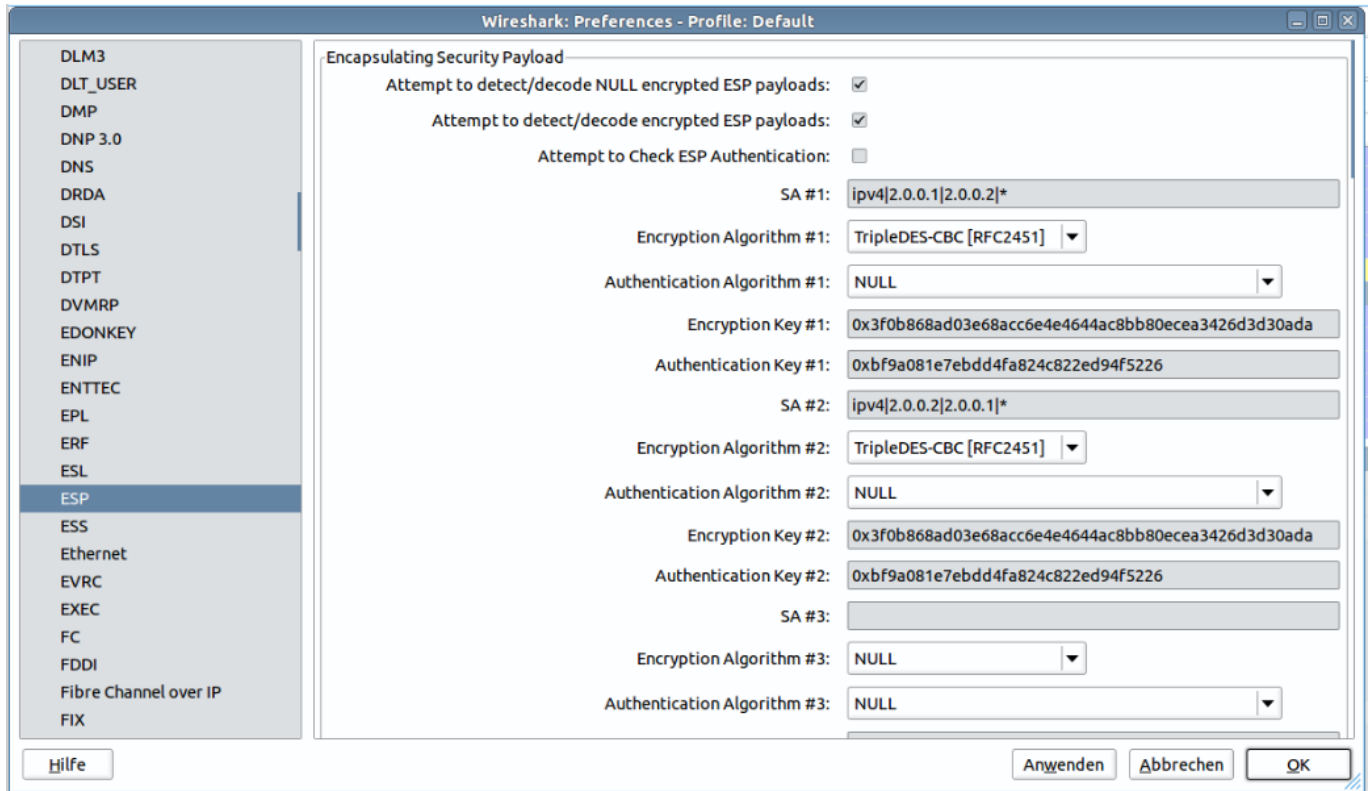 Wireshark: Preferences - Profile: Default
DLM3
DLT_USER
DMP
DNP 3.0
DNS
DRDA
DSI
DTLS
DTPT
DVMRP
EDONKEY
ENIP
ENTTEC
EPL
ERF
ESL
ESP
ESS
Ethernet
EVRC
EXEC
FC
FDDI
Fibre Channel over IP
FIX
Encapsulating Security Payload
Attempt to detect/decode NULL encrypted ESP payloads:
Attempt to detect/decode encrypted ESP payloads:
Attempt to Check ESP Authentication:
SA #1: ipv4|2.0.0.1|2.0.0.2|*
Encryption Algorithm #1: TripleDES-CBC [RFC2451]
Authentication Algorithm #1: NULL
Encryption Key #1: 0x3f0b868ad03e68acc6e4e4644ac8bb80ecea3426d3d30ada
Authentication Key #1: 0xbf9a081e7ebdd4fa824c822ed94f5226
SA #2: ipv4|2.0.0.2|2.0.0.1|*
Encryption Algorithm #2: TripleDES-CBC [RFC2451]
Authentication Algorithm #2: NULL
Encryption Key #2: 0x3f0b868ad03e68acc6e4e4644ac8bb80ecea3426d3d30ada
Authentication Key #2: 0xbf9a081e7ebdd4fa824c822ed94f5226
SA #3:
Encryption Algorithm #3: NULL
Authentication Algorithm #3: NULL
Hilfe
Anwenden
Abbrechen
OK